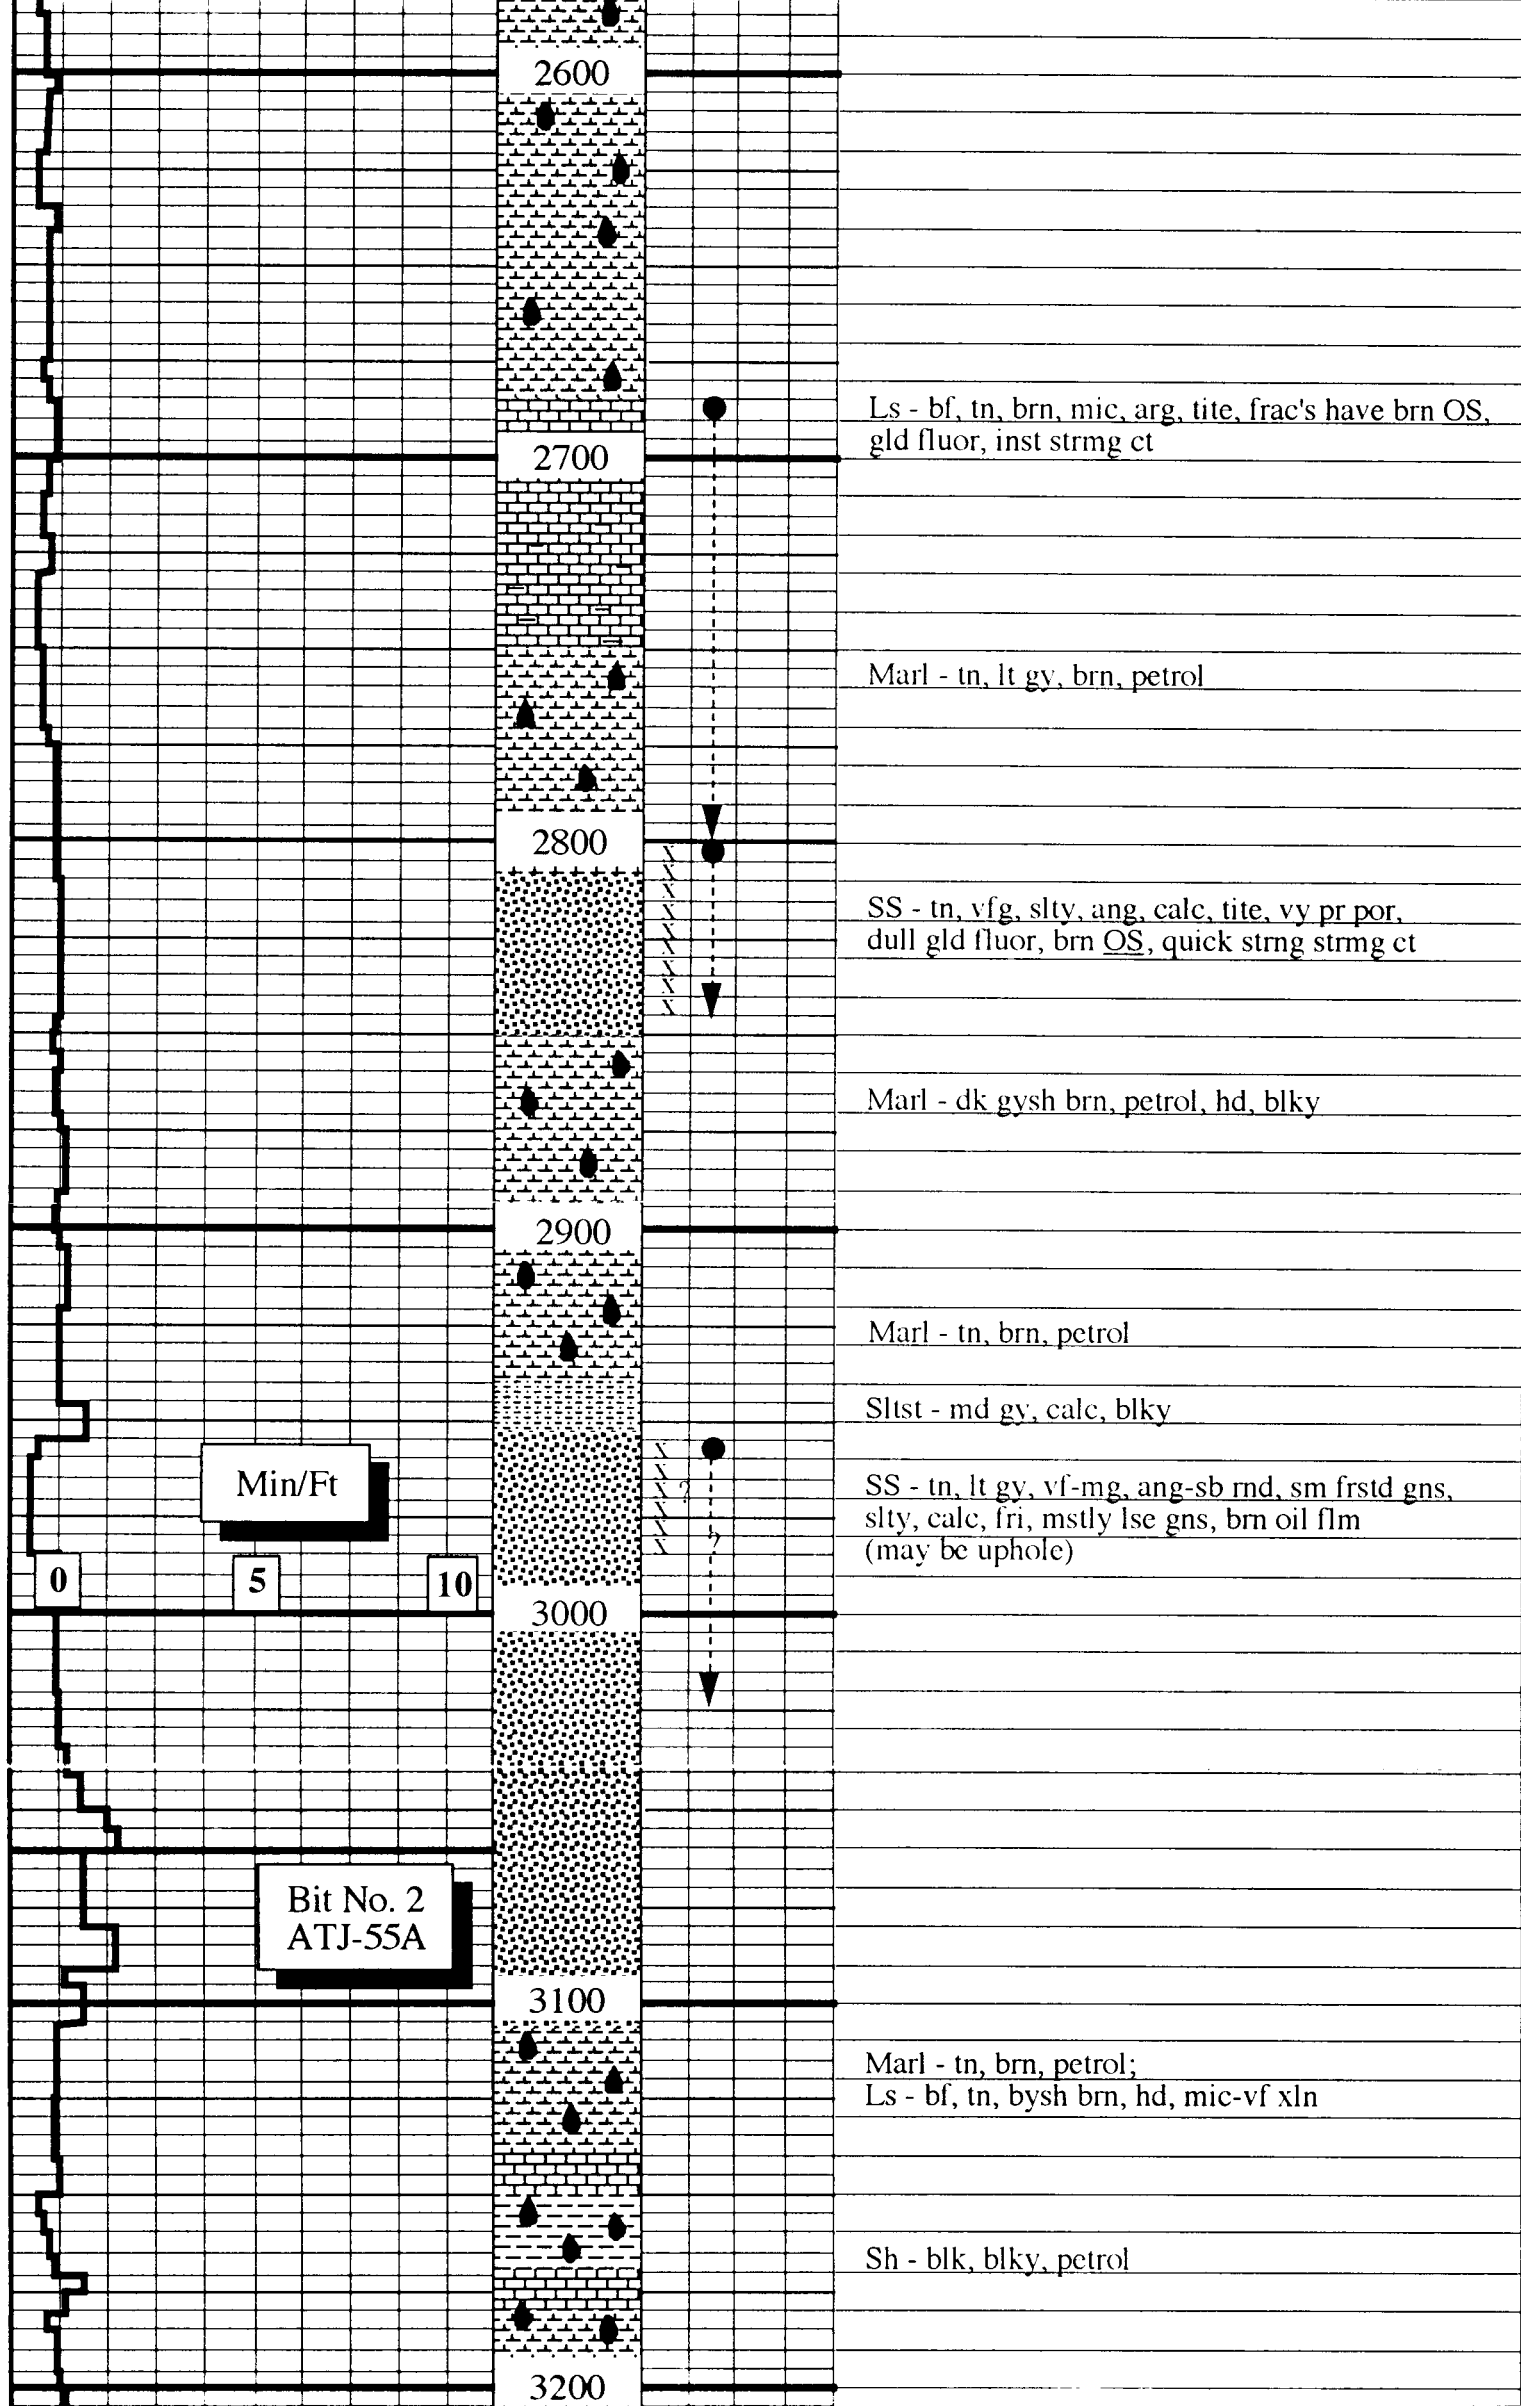 2600
Ls - bf, tn, brn, mic, arg, tite, frac's have brn OS,
gld fluor, inst strmg ct
2700
Marl - tn, lt gy, brn, petrol
2800
SS - tn, vfg, slty, ang, calc, tite, vy pr por,
dull gld fluor, brn OS, quick strng strmg ct
Marl - dk gysh brn, petrol, hd, blky
2900
Marl - tn, brn, petrol
Sltst - md gy, calc, blky
Min/Ft
SS - tn, lt gy, vf-mg, ang-sb rnd, sm frstd gns,
slty, calc, fri, mstly lse gns, brn oil flm
(may be uphole)
0 5 10
3000
Bit No. 2
ATJ-55A
3100
Marl - tn, brn, petrol;
Ls - bf, tn, bysh brn, hd, mic-vf xln
Sh - blk, blky, petrol
3200